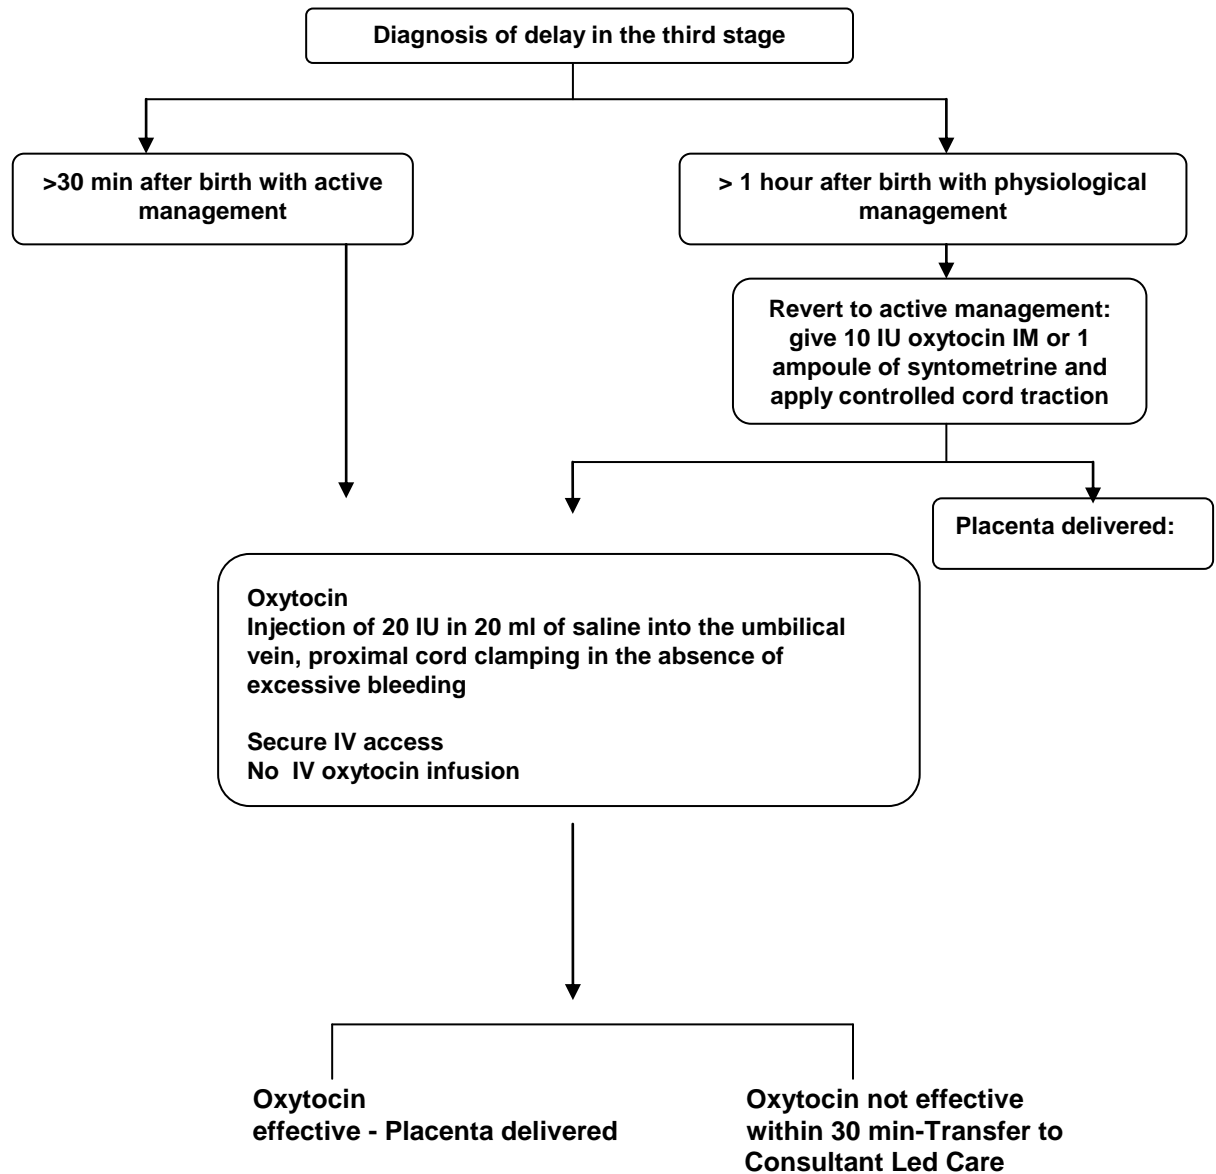 Diagnosis of delay in the third stage
>30 min after birth with active
management
> 1 hour after birth with physiological
management
Revert to active management:
give 10 IU oxytocin IM or 1
ampoule of syntometrine and
apply controlled cord traction
Placenta delivered:
Oxytocin
Injection of 20 IU in 20 ml of saline into the umbilical
vein, proximal cord clamping in the absence of
excessive bleeding
Secure IV access
No  IV oxytocin infusion
Oxytocin
effective - Placenta delivered
Oxytocin not effective
within 30 min-Transfer to
Consultant Led Care